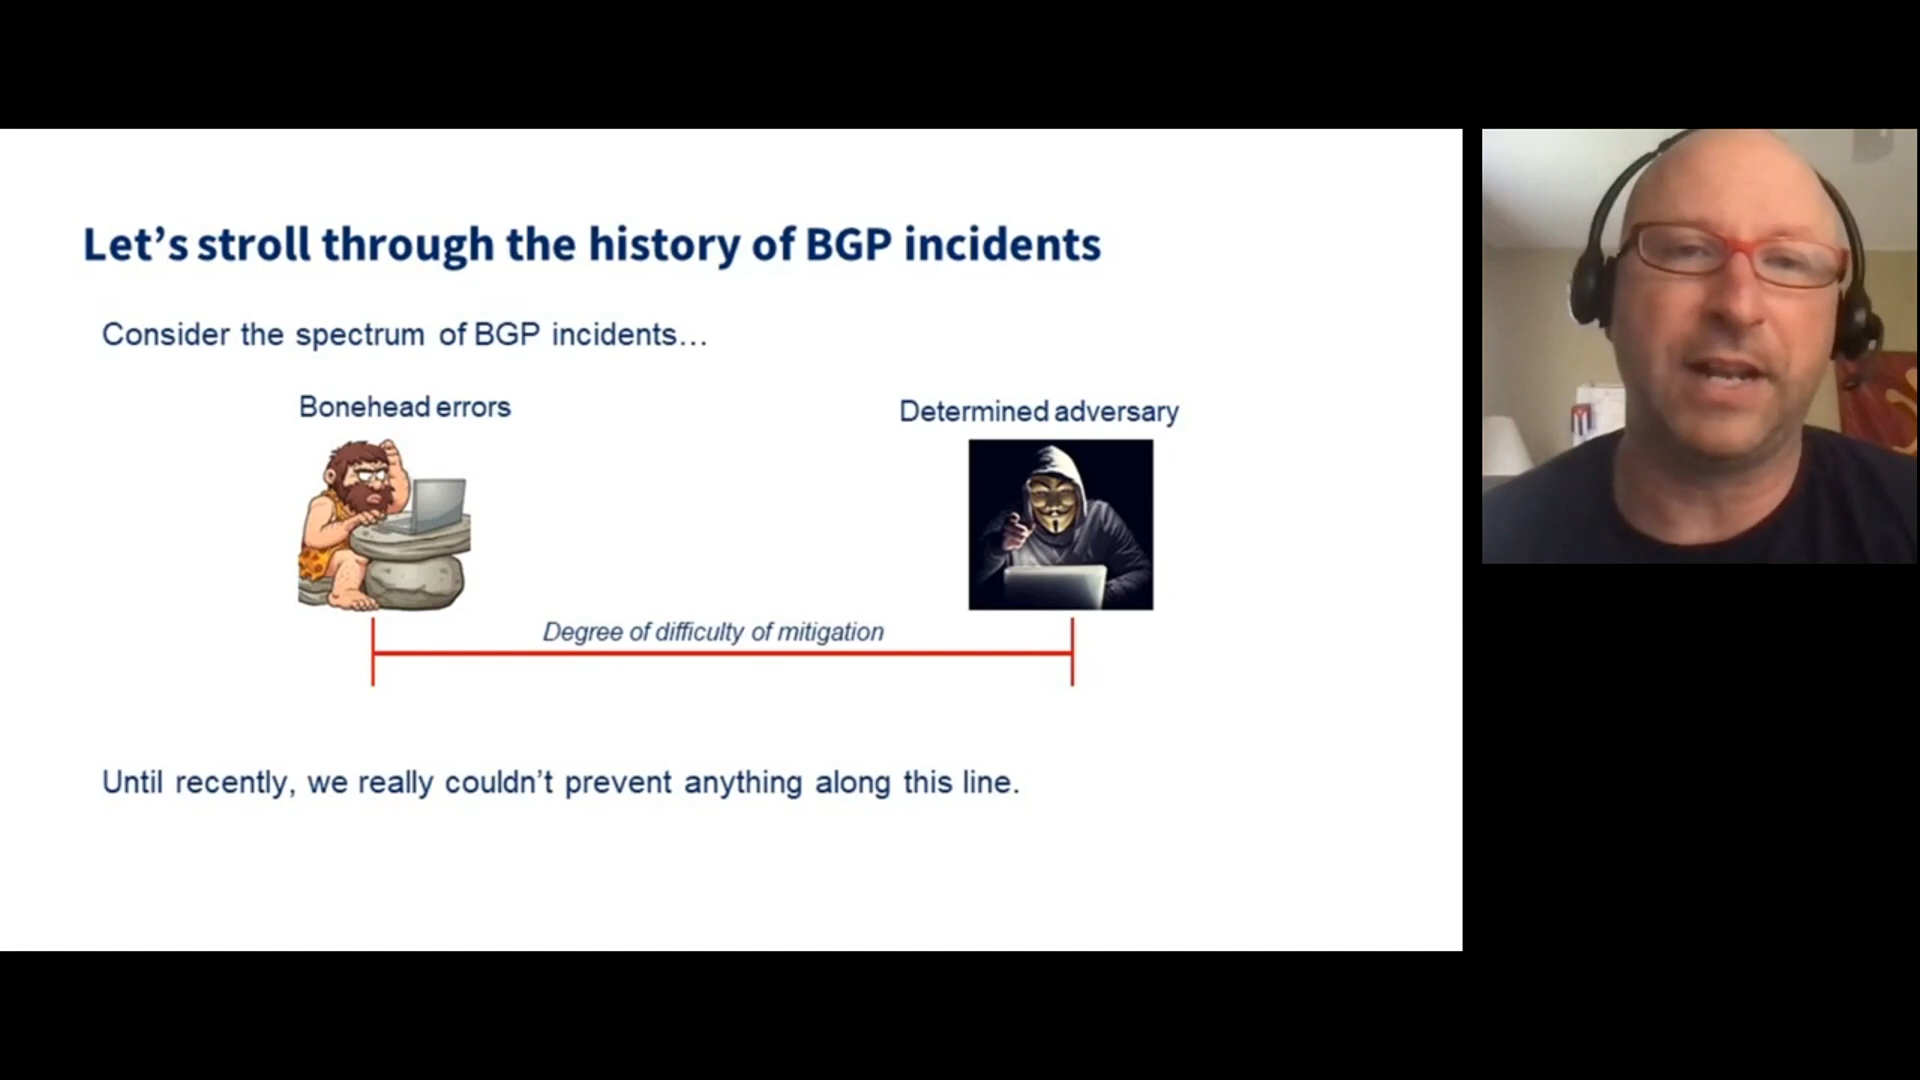 Let’s stroll through the history of BGP incidents
Consider the spectrum of BGP incidents…
Bonehead errors
Determined adversary
Degree of difficulty of mitigation
Until recently, we really couldn’t prevent anything along this line.